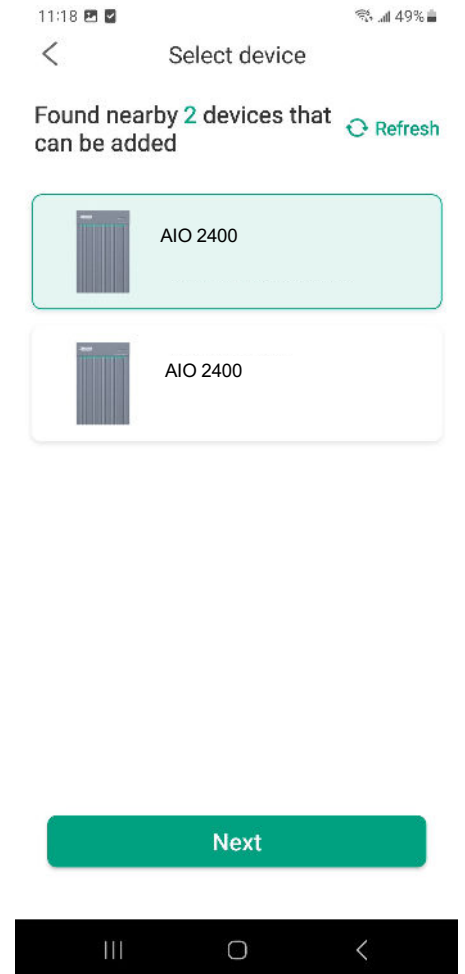 11:18 49%
Select device
Found nearby 2 devices that
can be added
Refresh
AIO 2400
AIO 2400
Next